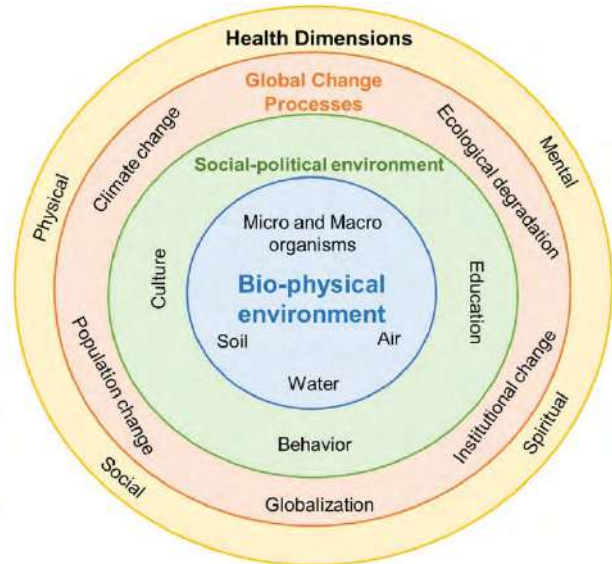 Health Dimensions
Global Change
Processes
Climate change
Ecological degradation
Mental
Physical
Social-political environment
Micro and Macro
organisms
Culture
Bio-physical
environment
Education
Soil
Air
Water
Population change
Institutional change
Behavior
Social
Spiritual
Globalization